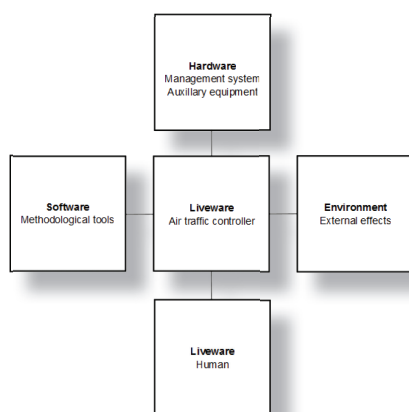 Hardware
Management system
Auxillary equipment
Software
Methodological tools
Liveware
Air traffic controller
Environment
External effects
Liveware
Human